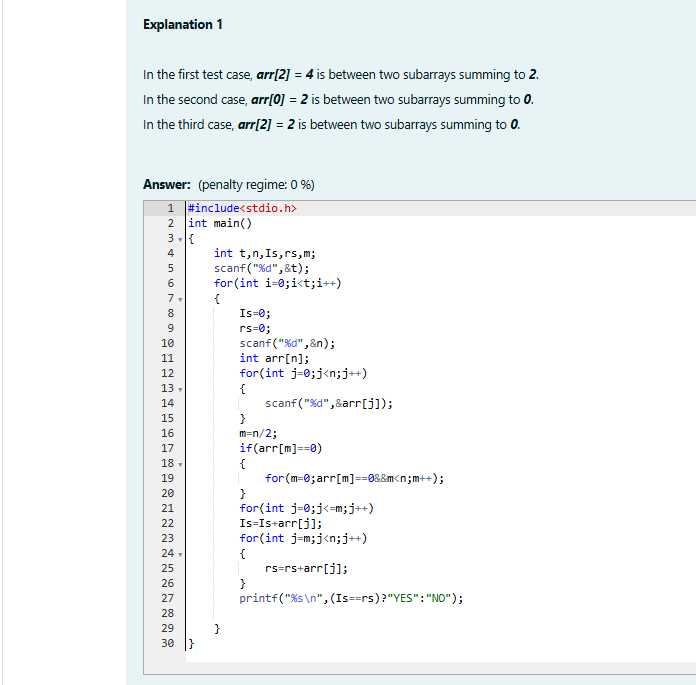 Explanation 1
In the first test case, arr[2] = 4 is between two subarrays summing to 2.
In the second case, arr[0] = 2 is between two subarrays summing to 0.
In the third case, arr[2] = 2 is between two subarrays summing to 0.
Answer: (penalty regime: 0 %)
1 #include<stdio.h>
2 int main()
3 {
4 int t,n,Is,rs,m;
5 scanf("%d",&t);
6 for(int i=0;i<t;i++)
7 {
8 Is=0;
9 rs=0;
10 scanf("%d",&n);
11 int arr[n];
12 for(int j=0;j<n;j++)
13 {
14 scanf("%d",&arr[j]);
15 }
16 m=n/2;
17 if(arr[m]==0)
18 {
19 for(m=0;arr[m]==0&&m<n;m++);
20 }
21 for(int j=0;j<=m;j++)
22 Is=Is+arr[j];
23 for(int j=m;j<n;j++)
24 {
25 rs=rs+arr[j];
26 }
27 printf("%s\n",(Is==rs)?"YES":"NO");
28
29 }
30 }